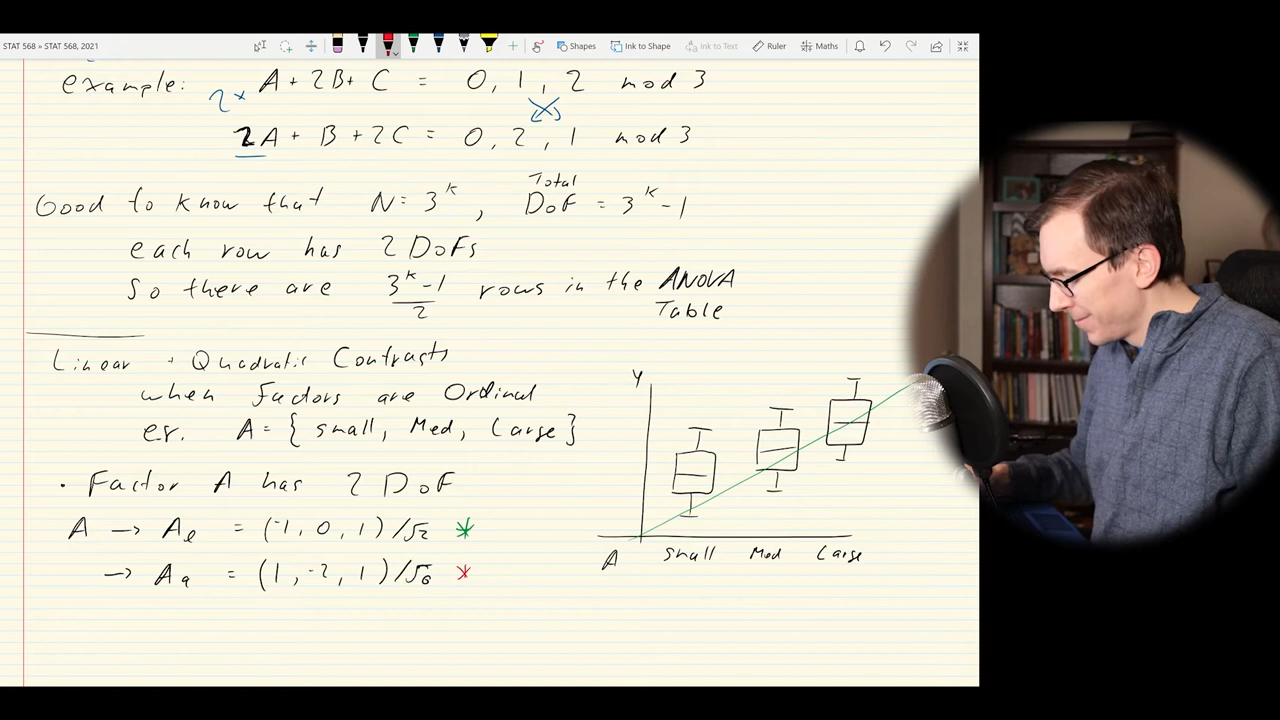 STAT 568 » STAT 568, 2021
Shapes
Ink to Shape
Ink to Text
Ruler
Maths
example: 2× A + 2B + C = 0, 1, 2 mod 3
2A + B + 2C = 0, 2, 1 mod 3
Good to know that N = 3^k, Total DoF = 3^k - 1
each row has 2 DoFs
So there are (3^k - 1)/2 rows in the ANOVA Table
Linear + Quadratic Contrasts
when Factors are Ordinal
eg. A = { small, Med, Large }
• Factor A has 2 DoF
A → A_l = (-1, 0, 1)/√2 *
→ A_q = (1, -2, 1)/√6 *
Y
A small Med Large